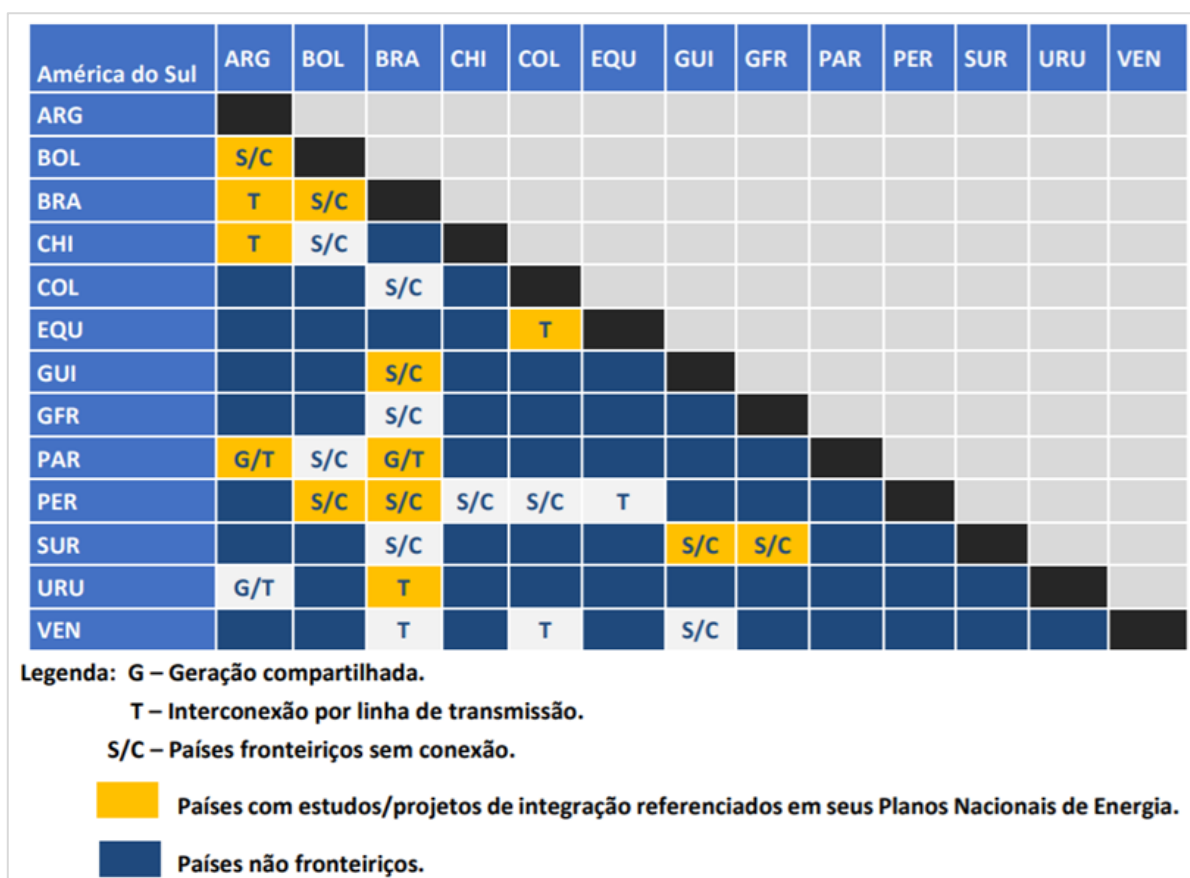 América do Sul ARG BOL BRA CHI COL EQU GUI GFR PAR PER SUR URU VEN
ARG
BOL S/C
BRA T S/C
CHI T S/C
COL S/C
EQU T
GUI S/C
GFR S/C
PAR G/T S/C G/T
PER S/C S/C S/C S/C T
SUR S/C S/C S/C
URU G/T T
VEN T T S/C
Legenda: G – Geração compartilhada.
T – Interconexão por linha de transmissão.
S/C – Países fronteiriços sem conexão.
Países com estudos/projetos de integração referenciados em seus Planos Nacionais de Energia.
Países não fronteiriços.